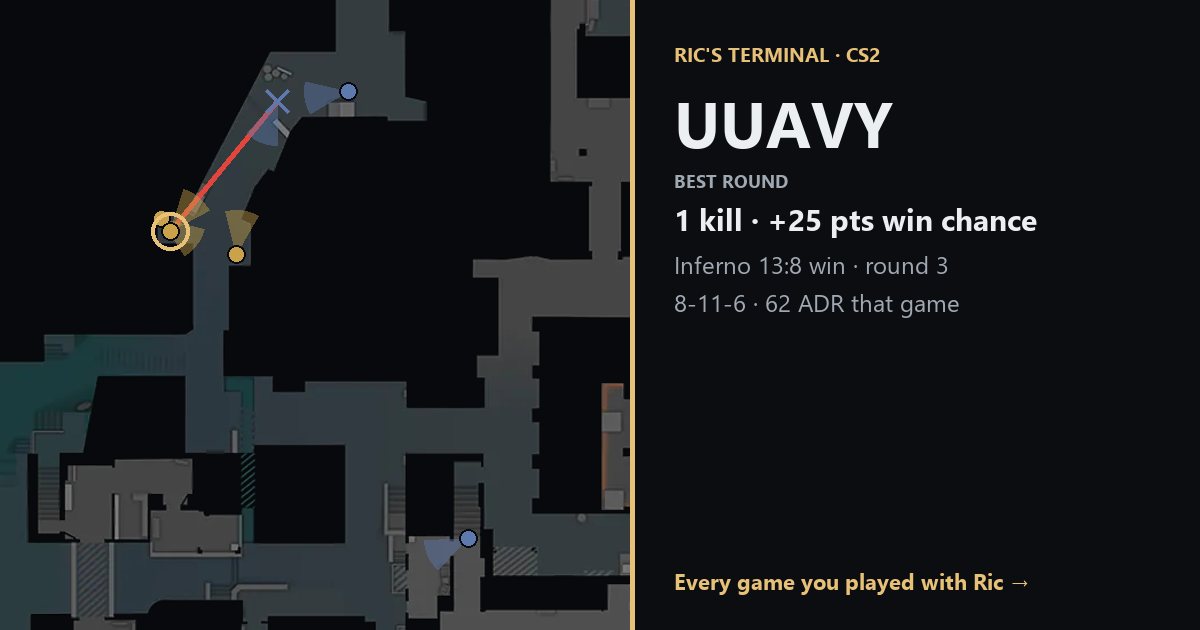 RIC'S TERMINAL · CS2
UUAVY
BEST ROUND
1 kill · +25 pts win chance
Inferno 13:8 win · round 3
8-11-6 · 62 ADR that game
Every game you played with Ric →